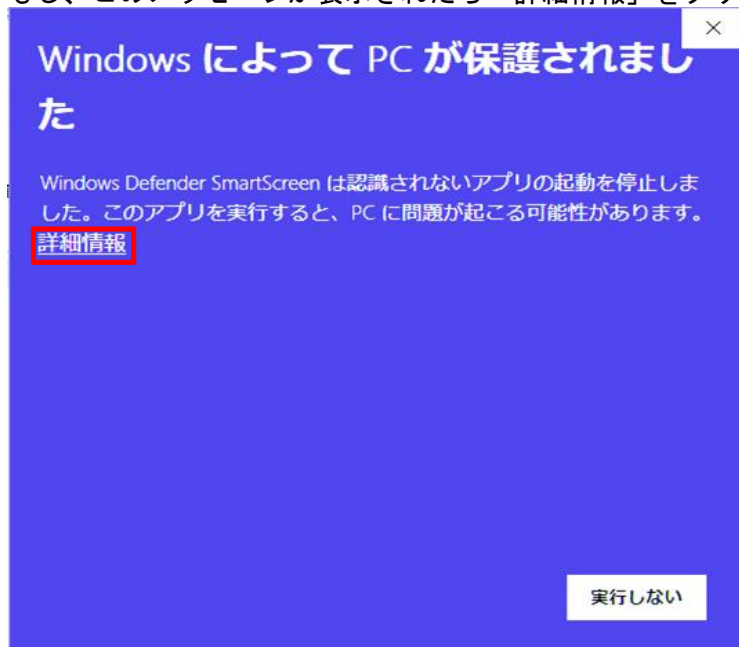 Windows によって PC が保護されまし
た
Windows Defender SmartScreen は認識されないアプリの起動を停止しま
した。このアプリを実行すると、PC に問題が起こる可能性があります。
詳細情報
実行しない